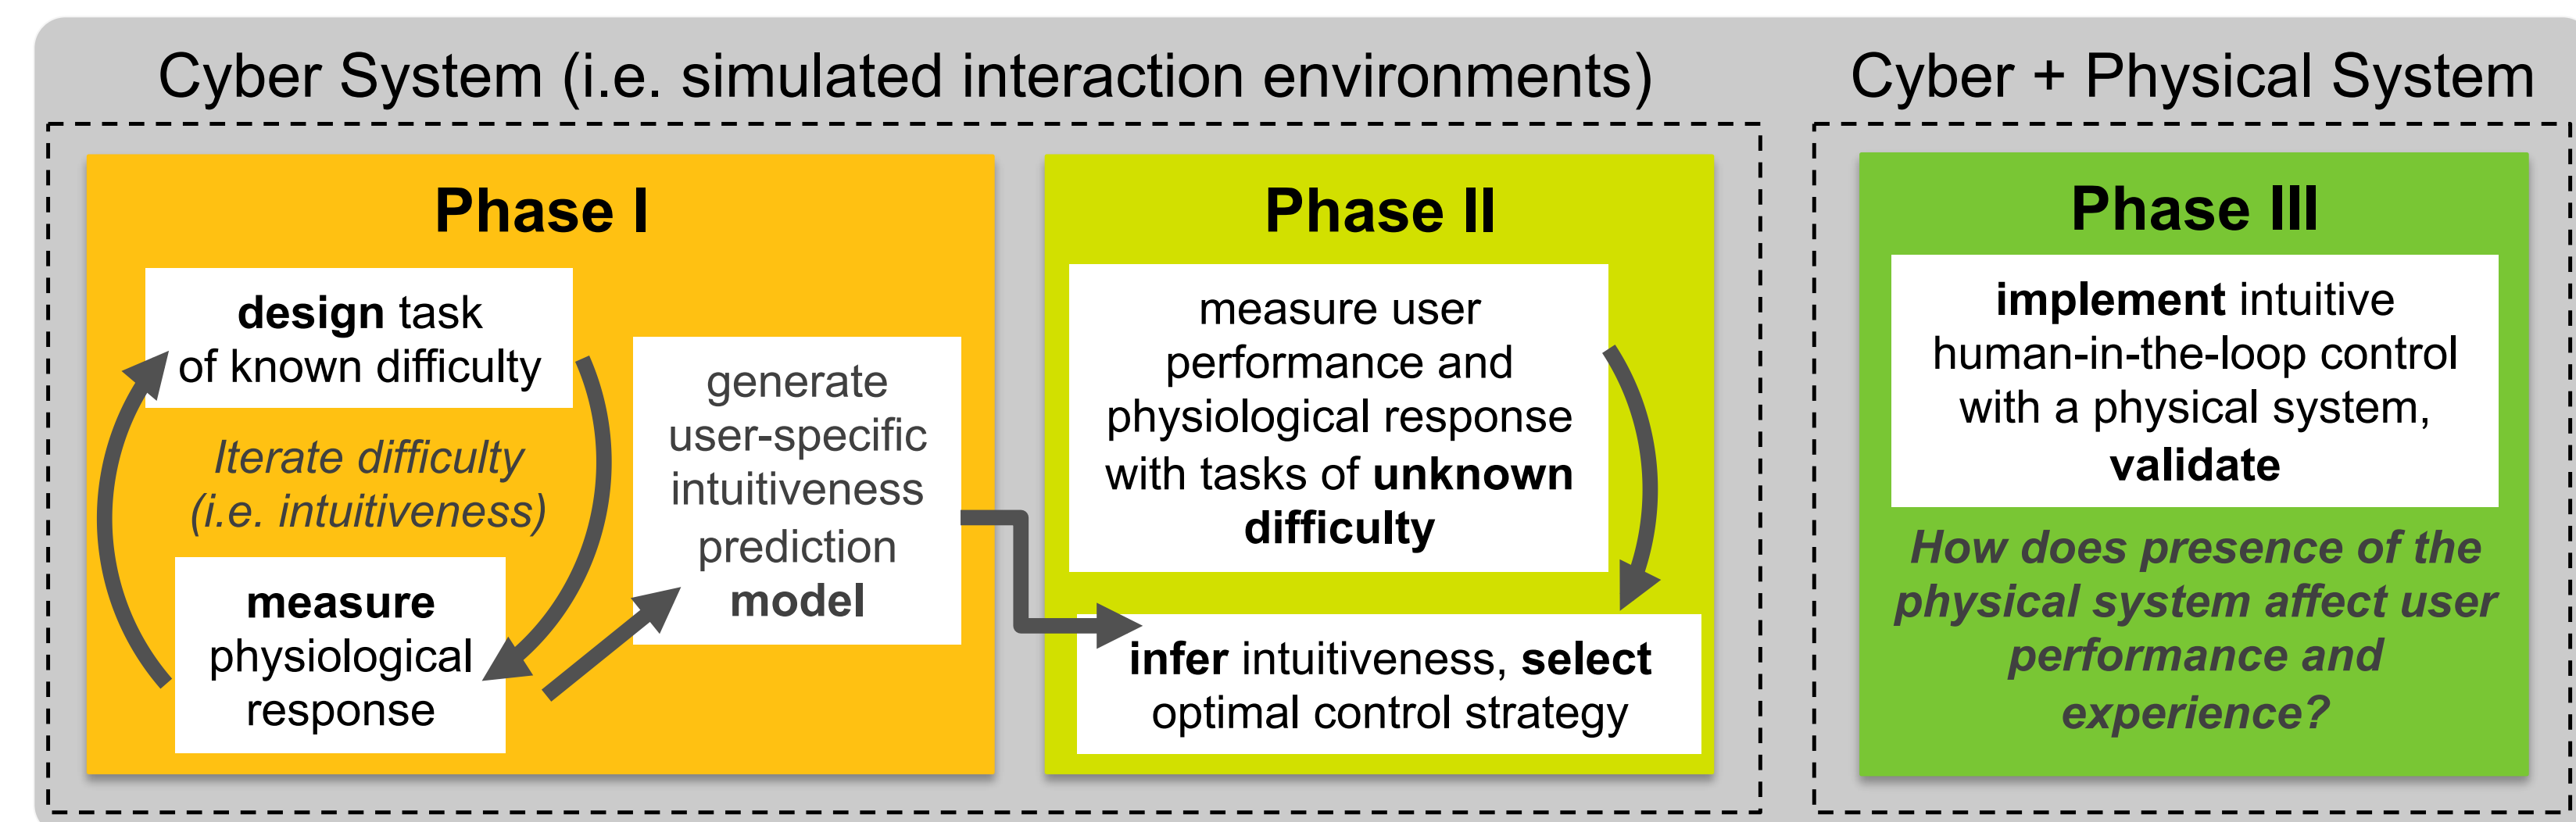 Cyber System (i.e. simulated interaction environments)
Cyber + Physical System
Phase I
design task
of known difficulty
Iterate difficulty
(i.e. intuitiveness)
measure
physiological
response
generate
user-specific
intuitiveness
prediction
model
Phase II
measure user
performance and
physiological response
with tasks of unknown
difficulty
infer intuitiveness, select
optimal control strategy
Phase III
implement intuitive
human-in-the-loop control
with a physical system,
validate
How does presence of the
physical system affect user
performance and
experience?